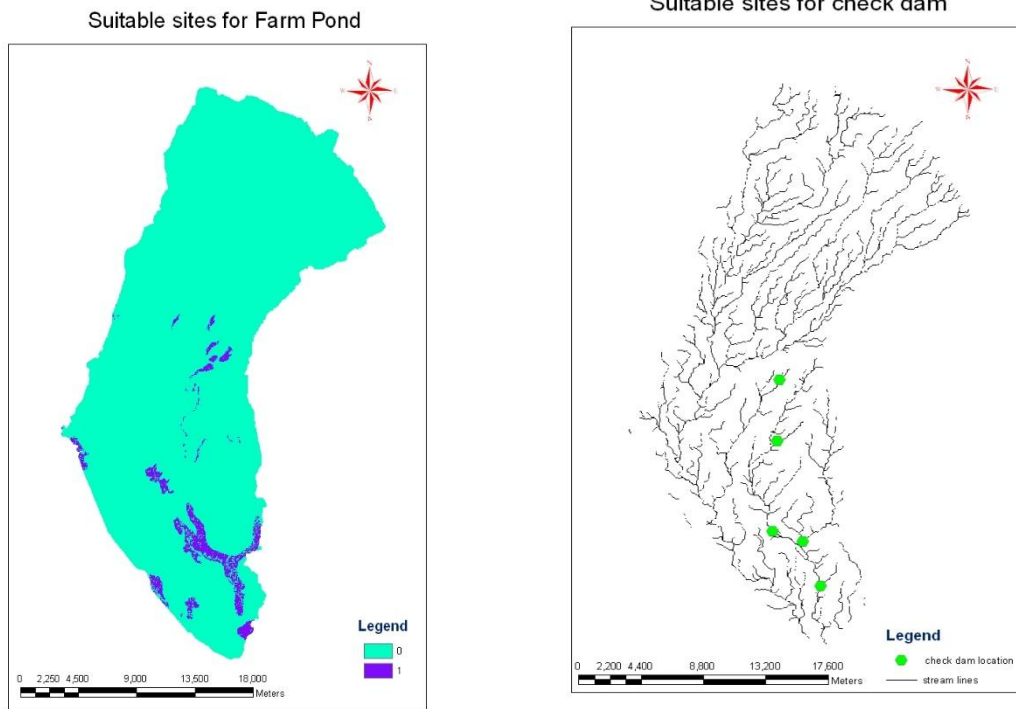 Suitable sites for Farm Pond
Legend
0
1
0 2,250 4,500 9,000 13,500 18,000
Meters
Suitable sites for check dam
Legend
check dam location
stream lines
0 2,200 4,400 8,800 13,200 17,600
Meters